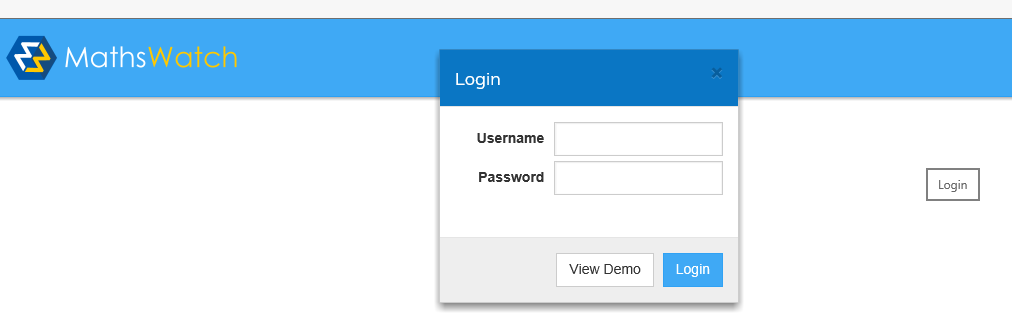 MathsWatch
Login
×
Username
Password
Login
View Demo
Login